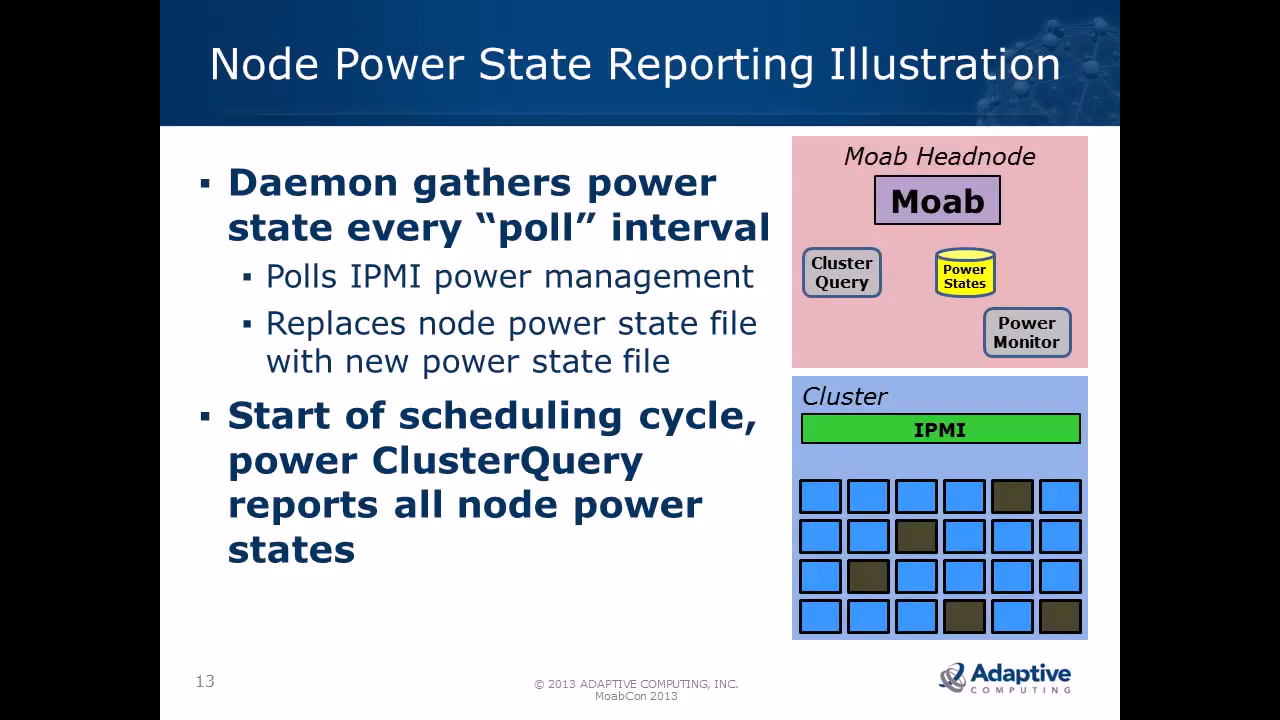 Node Power State Reporting Illustration
▪ Daemon gathers power
state every “poll” interval
▪ Polls IPMI power management
▪ Replaces node power state file
with new power state file
▪ Start of scheduling cycle,
power ClusterQuery
reports all node power
states
Moab Headnode
Moab
Cluster
Query
Power
States
Power
Monitor
Cluster
IPMI
13
© 2013 ADAPTIVE COMPUTING, INC.
MoabCon 2013
Adaptive
COMPUTING